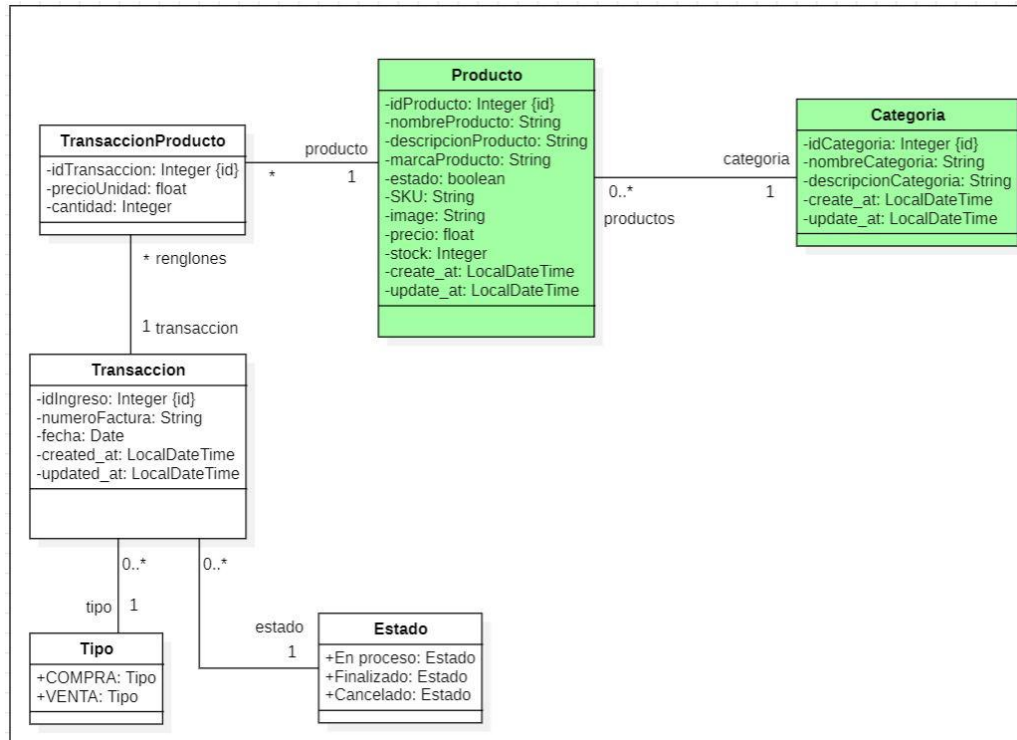 Producto
-idProducto: Integer {id}
-nombreProducto: String
-descripcionProducto: String
-marcaProducto: String
-estado: boolean
-SKU: String
-image: String
-precio: float
-stock: Integer
-create_at: LocalDateTime
-update_at: LocalDateTime
Categoria
-idCategoria: Integer {id}
-nombreCategoria: String
-descripcionCategoria: String
-create_at: LocalDateTime
-update_at: LocalDateTime
TransaccionProducto
-idTransaccion: Integer {id}
-precioUnidad: float
-cantidad: Integer
producto
* 1
categoria
0..* 1
productos
* renglones
1 transaccion
Transaccion
-idIngreso: Integer {id}
-numeroFactura: String
-fecha: Date
-created_at: LocalDateTime
-updated_at: LocalDateTime
0..* 0..*
tipo 1
estado
1
Tipo
+COMPRA: Tipo
+VENTA: Tipo
Estado
+En proceso: Estado
+Finalizado: Estado
+Cancelado: Estado